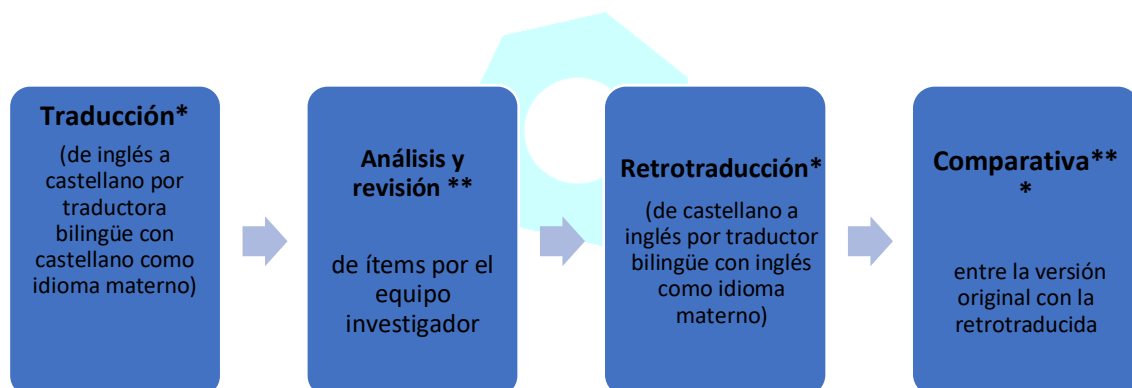 Traducción*
(de inglés a
castellano por
traductora
bilingüe con
castellano como
idioma materno)
Análisis y
revisión **
de ítems por el
equipo
investigador
Retrotraducción*
(de castellano a
inglés por traductor
bilingüe con inglés
como idioma
materno)
Comparativa**
*
entre la versión
original con la
retrotraducida